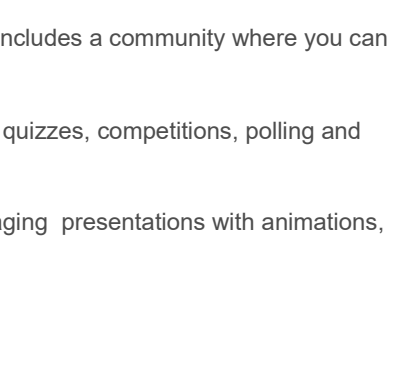 ncludes a community where you can
quizzes, competitions, polling and
ging  presentations with animations,